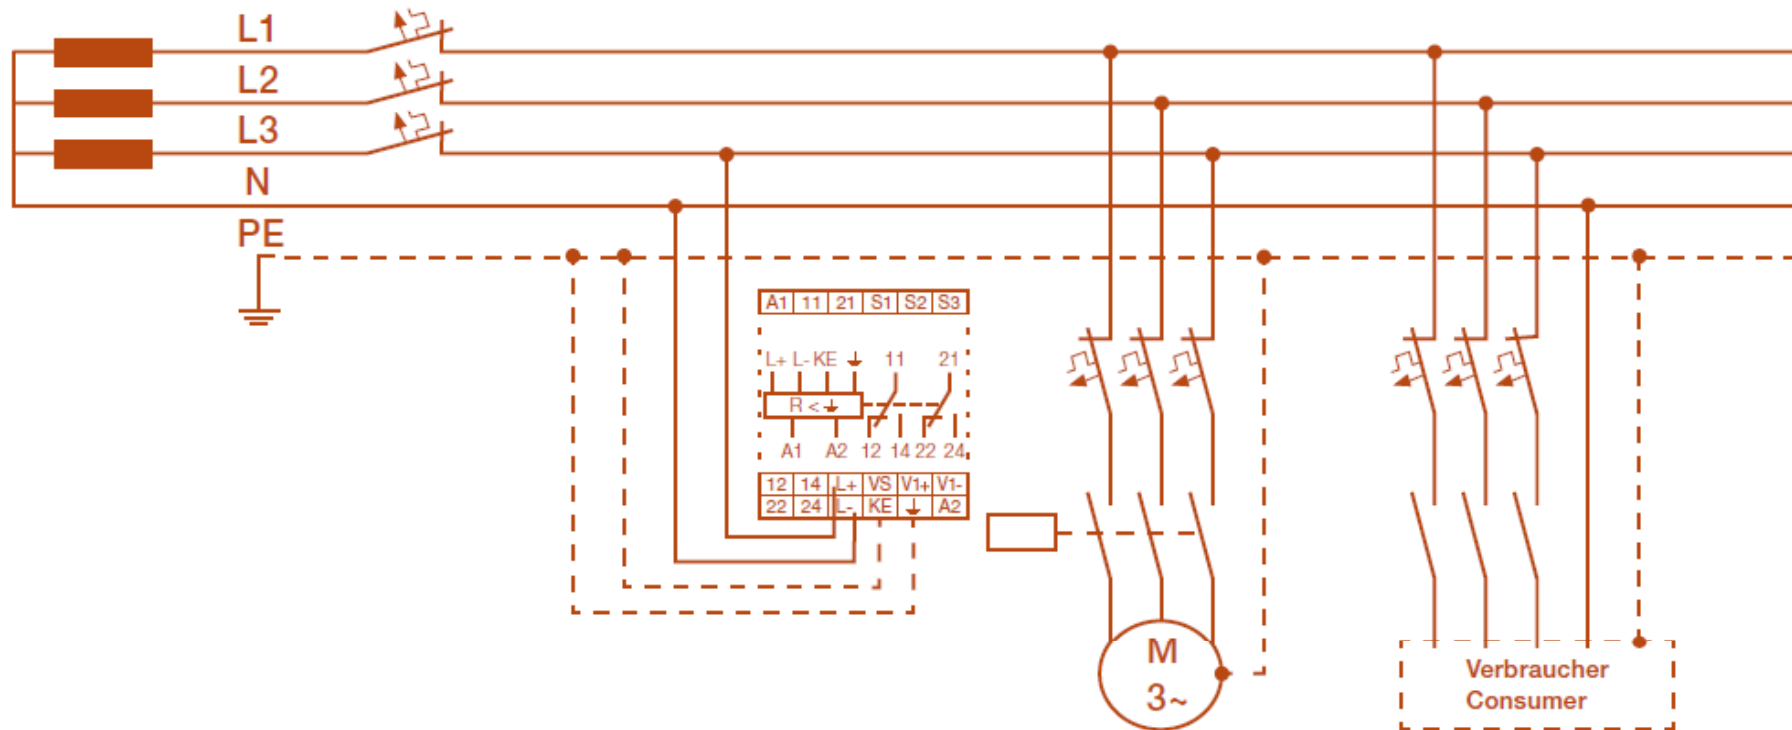 L1
L2
L3
N
PE
A1 11 21 S1 S2 S3
L+ L- KE ⏚ 11 21
R < ⏚
A1 A2 12 14 22 24
12 14 L+ VS V1+ V1-
22 24 L- KE ⏚ A2
M
3~
Verbraucher
Consumer